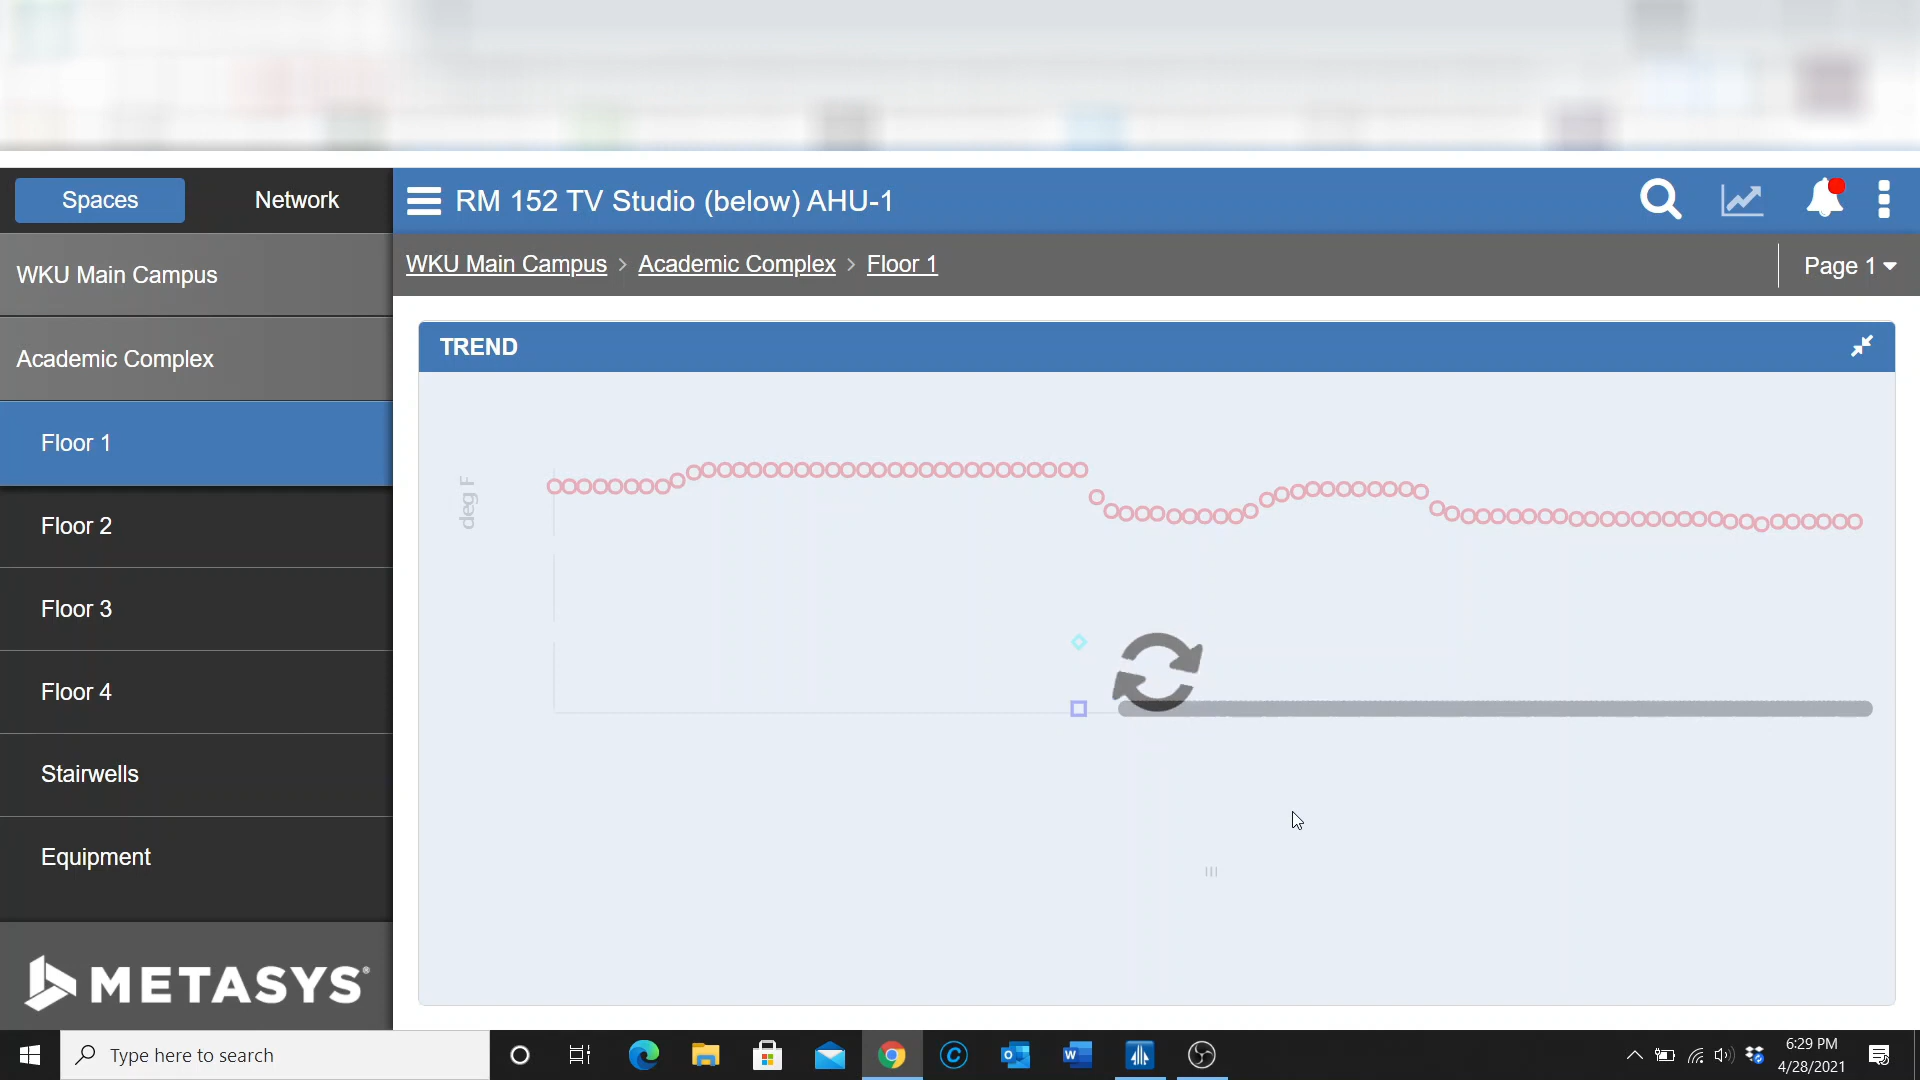 Spaces
Network
RM 152 TV Studio (below) AHU-1
WKU Main Campus
WKU Main Campus > Academic Complex > Floor 1
Page 1
TREND
Academic Complex
Floor 1
deg F
Floor 2
Floor 3
Floor 4
Stairwells
Equipment
METASYS®
Type here to search
6:29 PM
4/28/2021